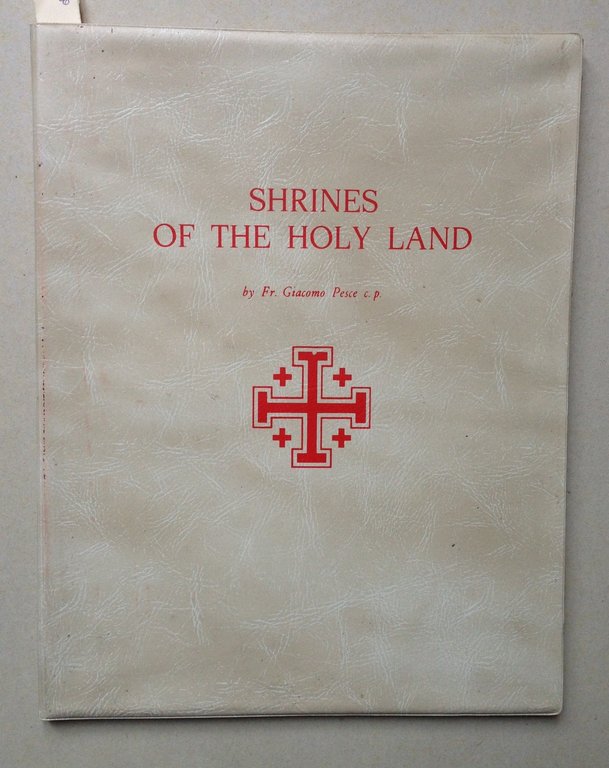 SHRINES
OF THE HOLY LAND
by Fr. Giacomo Pesce c. p.